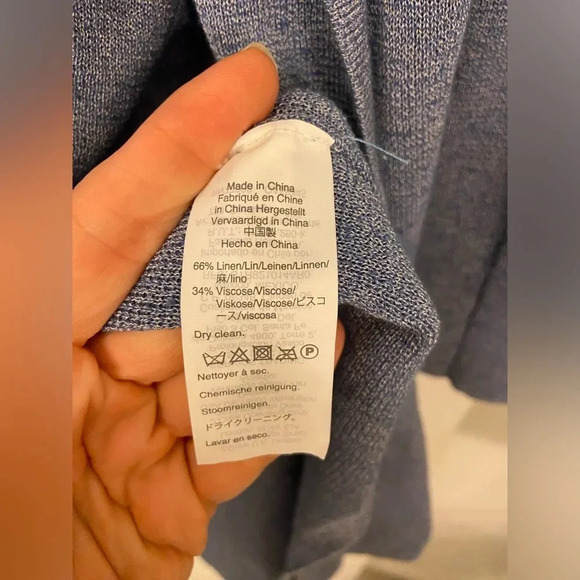 Made in China
Fabriqué en Chine
in China Hergestellt
Vervaardigd in China
中国製
Hecho en China
66% Linen/Lin/Leinen/Linnen/
麻/lino
34% Viscose/Viscose/
Viskose/Viscose/ビスコ
ース/viscosa
Dry clean.
P
Nettoyer à sec.
Chemische reinigung.
Stoomreinigen.
ドライクリーニング。
Lavar en seco.